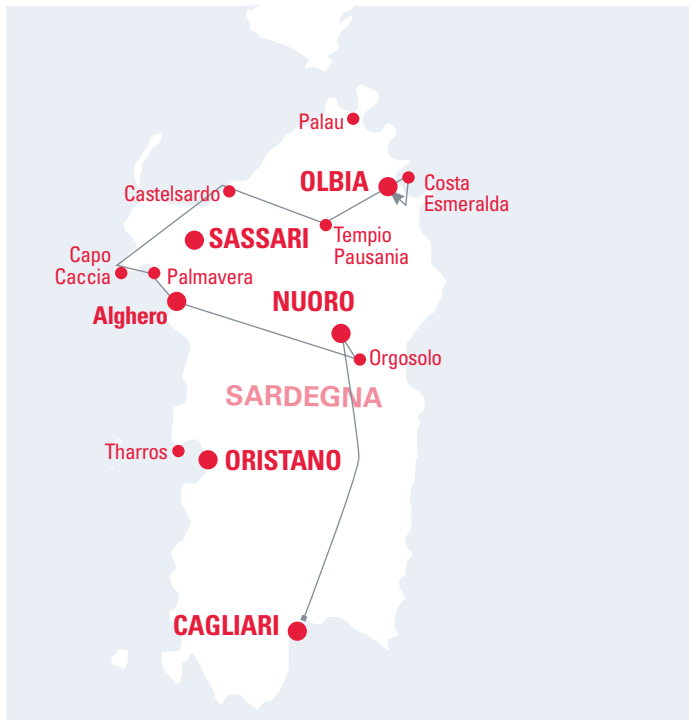 Palau
OLBIA
Costa
Esmeralda
Castelsardo
SASSARI
Tempio
Pausania
Capo
Caccia
Palmavera
NUORO
Alghero
Orgosolo
SARDEGNA
Tharros
ORISTANO
CAGLIARI